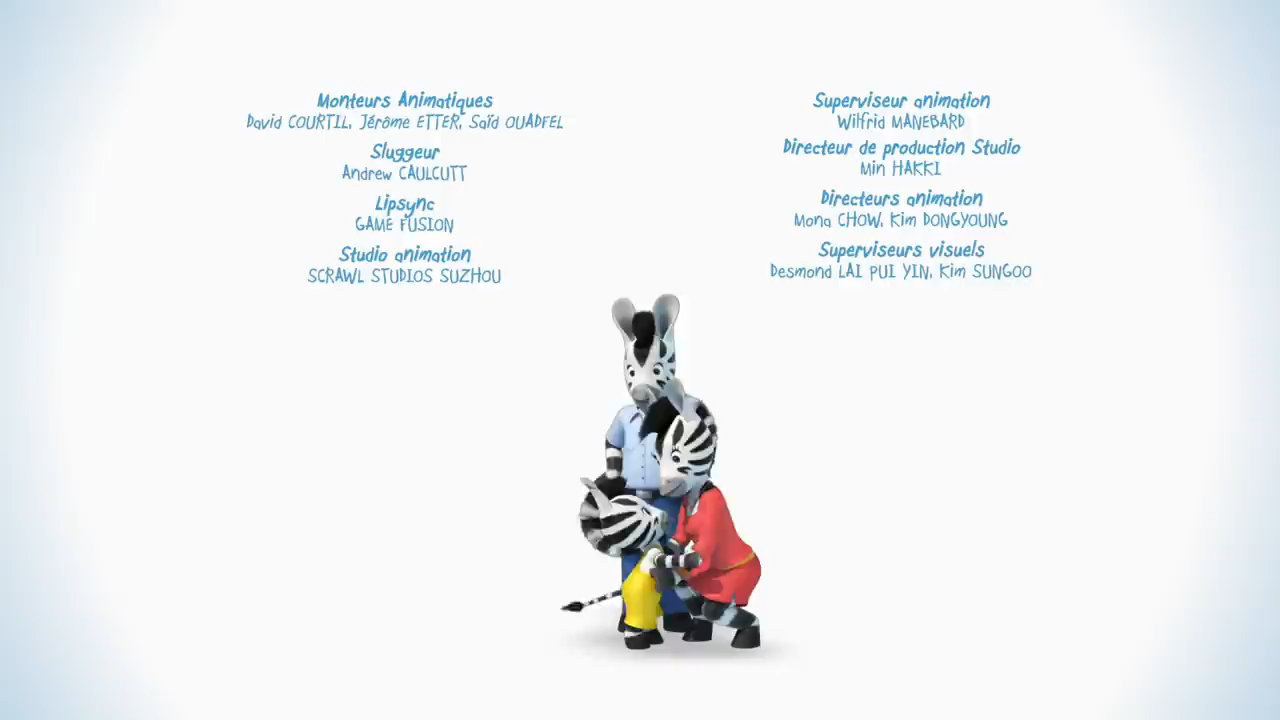 Monteurs Animatiques
David COURTIL, Jérôme ETTER, Saïd OUADFEL
Sluggeur
Andrew CAULCUTT
Lipsync
GAME FUSION
Studio animation
SCRAWL STUDIOS SUZHOU
Superviseur animation
Wilfrid MANEBARD
Directeur de production Studio
Min HAKKI
Directeurs animation
Mona CHOW, Kim DONGYOUNG
Superviseurs visuels
Desmond LAI PUI YIN, Kim SUNGOO